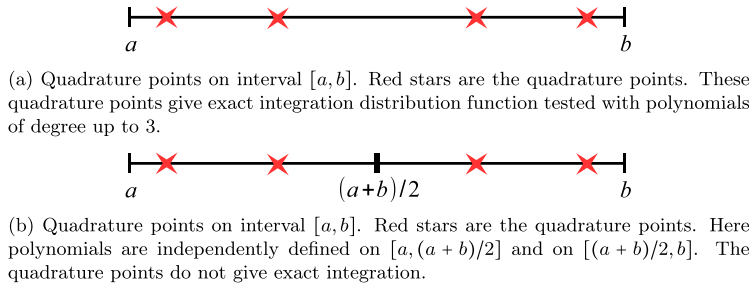 a b
(a) Quadrature points on interval [a, b]. Red stars are the quadrature points. These
quadrature points give exact integration distribution function tested with polynomials
of degree up to 3.
a (a+b)/2 b
(b) Quadrature points on interval [a, b]. Red stars are the quadrature points. Here
polynomials are independently defined on [a, (a + b)/2] and on [(a + b)/2, b]. The
quadrature points do not give exact integration.